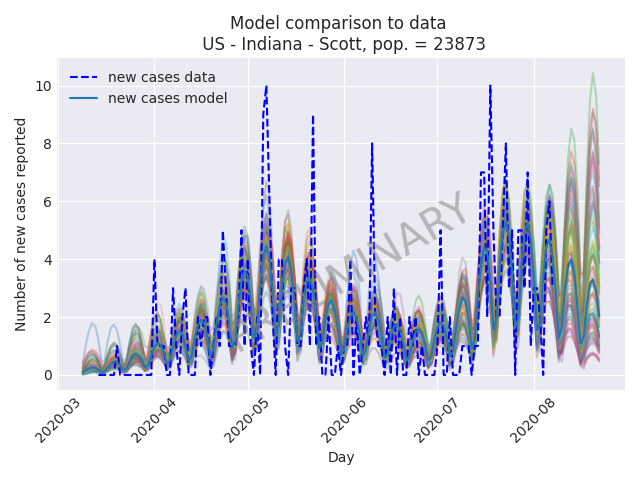 Model comparison to data
US - Indiana - Scott, pop. = 23873
new cases data
new cases model
Number of new cases reported
10
8
6
4
2
0
PRELIMINARY
2020-03
2020-04
2020-05
2020-06
2020-07
2020-08
Day